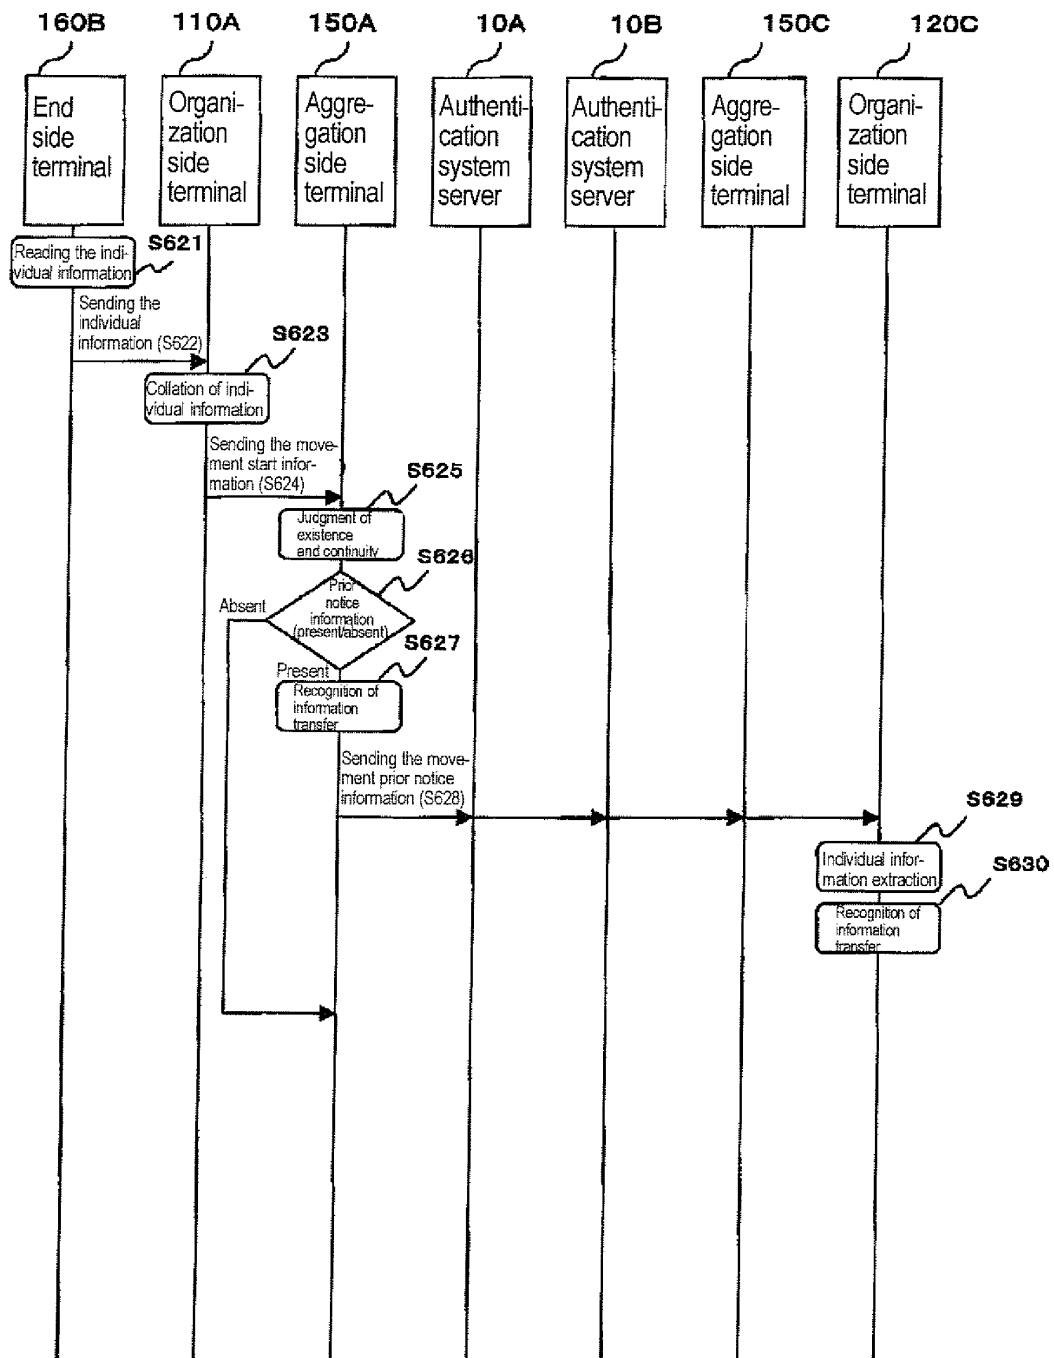 160B
110A
150A
10A
10B
150C
120C
End
side
terminal
Organi-
zation
side
terminal
Aggre-
gation
side
terminal
Authenti-
cation
system
server
Authenti-
cation
system
server
Aggre-
gation
side
terminal
Organi-
zation
side
terminal
S621
Reading the indi-
vidual information
Sending the
individual
information (S622)
S623
Collation of indi-
vidual information
Sending the move-
ment start infor-
mation (S624)
S625
Judgment of
existence
and continuity
S626
Prior
notice
information
(present/absent)
Absent
S627
Present
Recognition of
information
transfer
Sending the move-
ment prior notice
information (S628)
S629
Individual infor-
mation extraction
S630
Recognition of
information
transfer